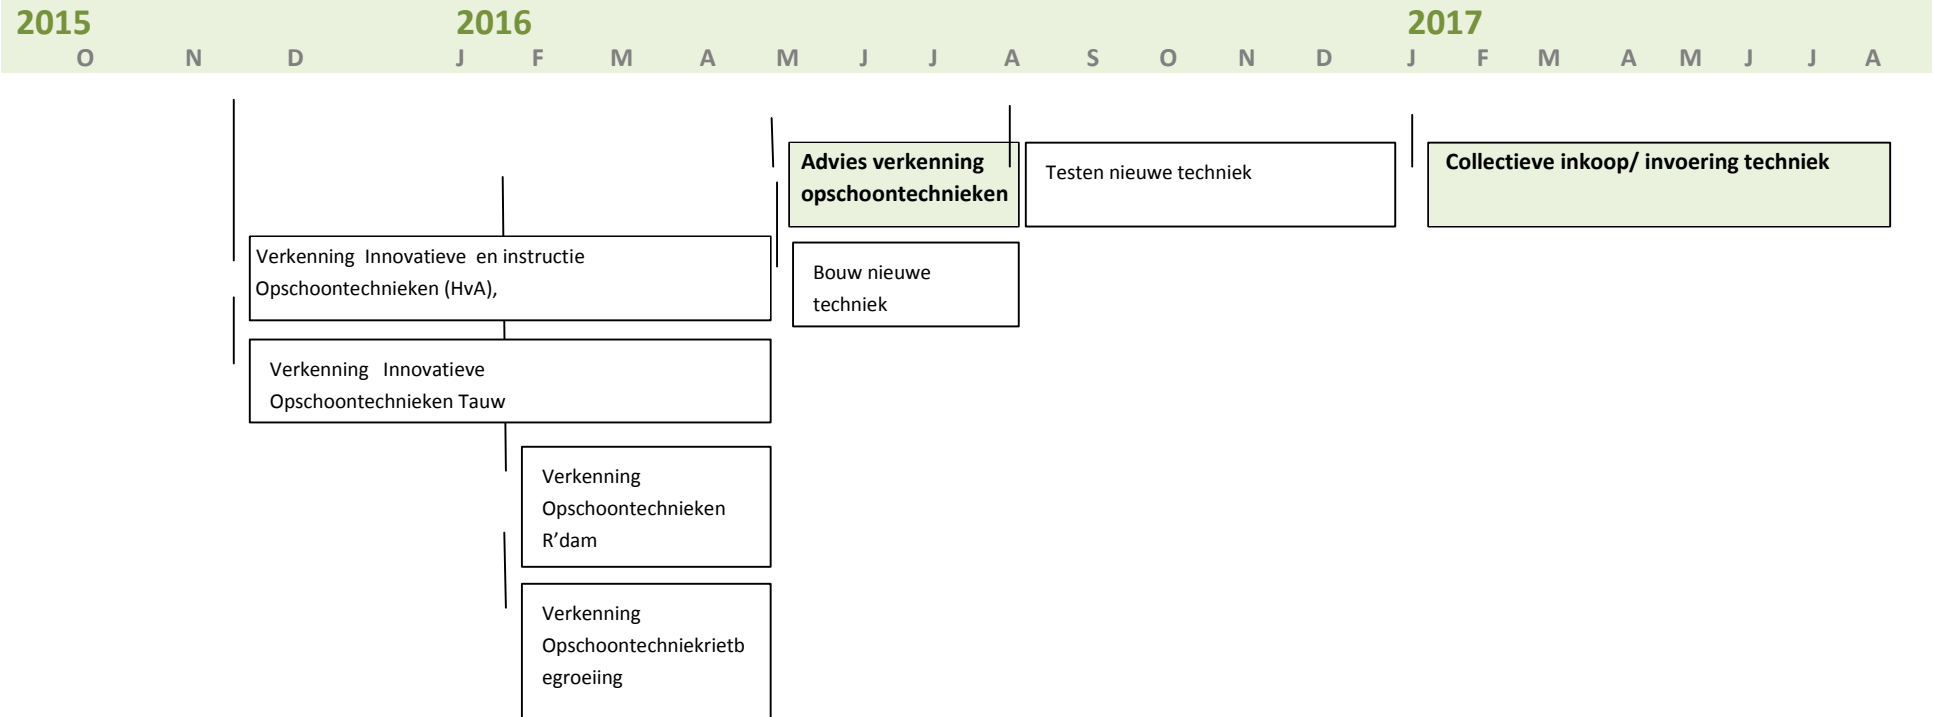 2015 2016 2017
O N D J F M A M J J A S O N D J F M A M J J A
Advies verkenning
opschoontechnieken
Testen nieuwe techniek
Collectieve inkoop/ invoering techniek
Verkenning Innovatieve en instructie
Opschoontechnieken (HvA),
Bouw nieuwe
techniek
Verkenning Innovatieve
Opschoontechnieken Tauw
Verkenning
Opschoontechnieken
R’dam
Verkenning
Opschoontechniekrietb
egroeiing